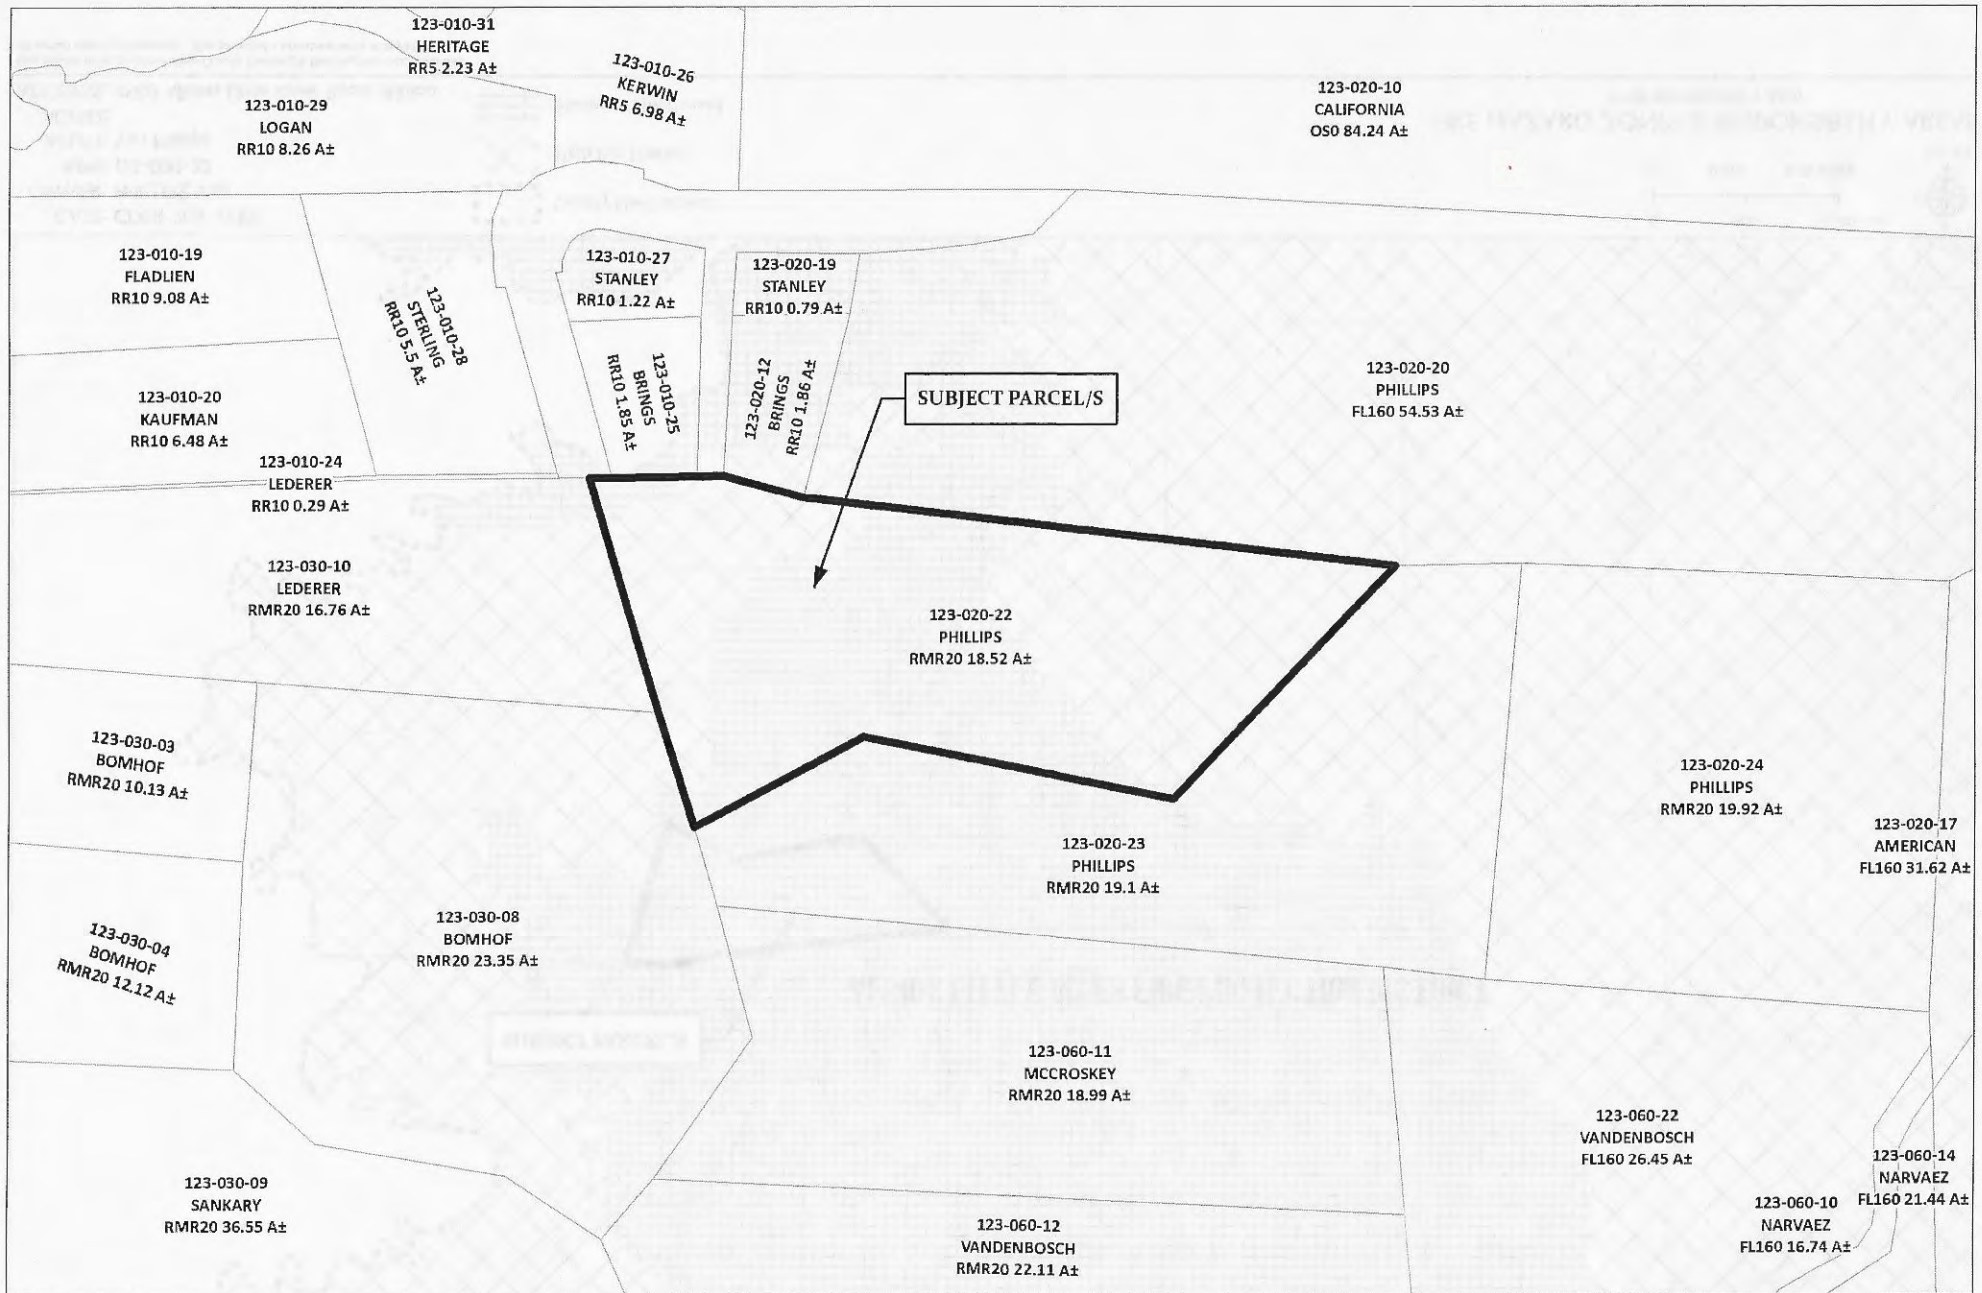 123-010-31
HERITAGE
RR5 2.23 A±
123-010-26
KERWIN
RR5 6.98 A±
123-020-10
CALIFORNIA
OS0 84.24 A±
123-010-29
LOGAN
RR10 8.26 A±
123-010-19
FLADLIEN
RR10 9.08 A±
123-010-28
STERLING
RR10 5.5 A±
123-010-27
STANLEY
RR10 1.22 A±
123-020-19
STANLEY
RR10 0.79 A±
123-010-20
KAUFMAN
RR10 6.48 A±
123-010-25
BRINGS
RR10 1.85 A±
123-020-12
BRINGS
RR10 1.86 A±
SUBJECT PARCEL/S
123-020-20
PHILLIPS
FL160 54.53 A±
123-010-24
LEDERER
RR10 0.29 A±
123-030-10
LEDERER
RMR20 16.76 A±
123-020-22
PHILLIPS
RMR20 18.52 A±
123-030-03
BOMHOF
RMR20 10.13 A±
123-020-24
PHILLIPS
RMR20 19.92 A±
123-020-17
AMERICAN
FL160 31.62 A±
123-020-23
PHILLIPS
RMR20 19.1 A±
123-030-04
BOMHOF
RMR20 12.12 A±
123-030-08
BOMHOF
RMR20 23.35 A±
123-060-11
MCCROSKEY
RMR20 18.99 A±
123-060-22
VANDENBOSCH
FL160 26.45 A±
123-060-14
NARVAEZ
FL160 21.44 A±
123-030-09
SANKARY
RMR20 36.55 A±
123-060-12
VANDENBOSCH
RMR20 22.11 A±
123-060-10
NARVAEZ
FL160 16.74 A±